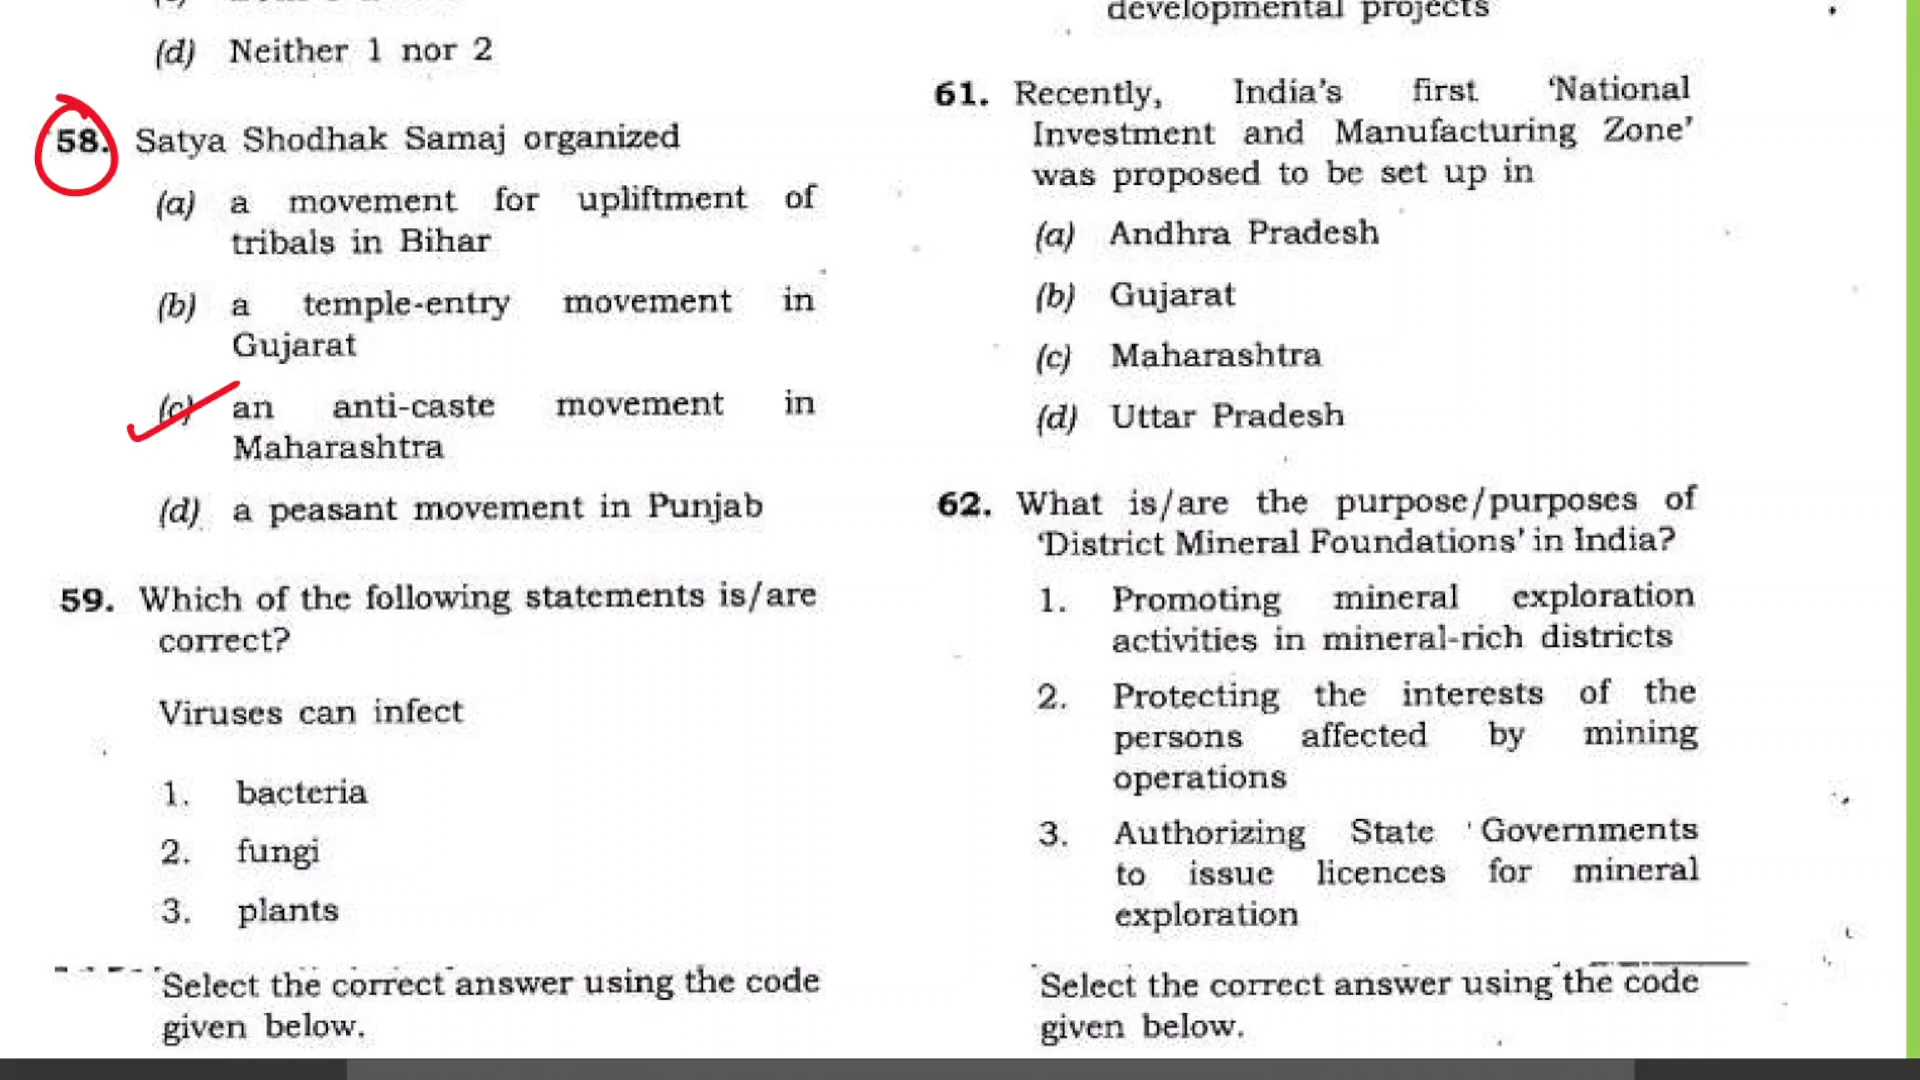 (d) Neither 1 nor 2
58. Satya Shodhak Samaj organized
(a) a movement for upliftment of
tribals in Bihar
(b) a temple-entry movement in
Gujarat
(c) an anti-caste movement in
Maharashtra
(d) a peasant movement in Punjab
59. Which of the following statements is/are
correct?
Viruses can infect
1. bacteria
2. fungi
3. plants
Select the correct answer using the code
given below.
developmental projects
61. Recently, India's first 'National
Investment and Manufacturing Zone'
was proposed to be set up in
(a) Andhra Pradesh
(b) Gujarat
(c) Maharashtra
(d) Uttar Pradesh
62. What is/are the purpose/purposes of
'District Mineral Foundations' in India?
1. Promoting mineral exploration
activities in mineral-rich districts
2. Protecting the interests of the
persons affected by mining
operations
3. Authorizing State Governments
to issue licences for mineral
exploration
Select the correct answer using the code
given below.